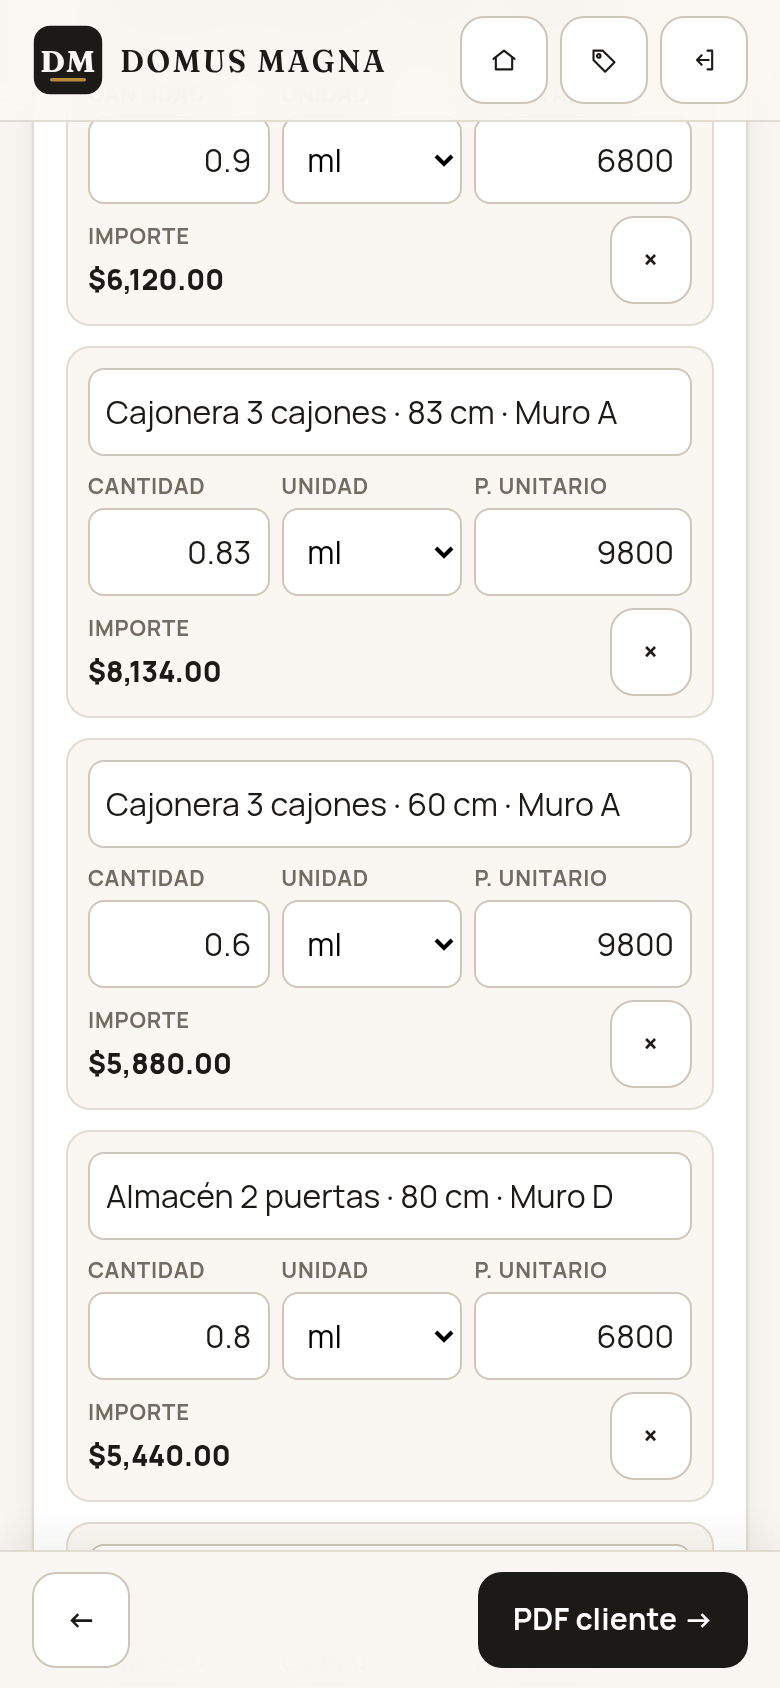 DM DOMUS MAGNA
CANTIDAD UNIDAD
0.9 ml 6800
IMPORTE
$6,120.00 ×
Cajonera 3 cajones · 83 cm · Muro A
CANTIDAD UNIDAD P. UNITARIO
0.83 ml 9800
IMPORTE
$8,134.00 ×
Cajonera 3 cajones · 60 cm · Muro A
CANTIDAD UNIDAD P. UNITARIO
0.6 ml 9800
IMPORTE
$5,880.00 ×
Almacén 2 puertas · 80 cm · Muro D
CANTIDAD UNIDAD P. UNITARIO
0.8 ml 6800
IMPORTE
$5,440.00 ×
← PDF cliente →